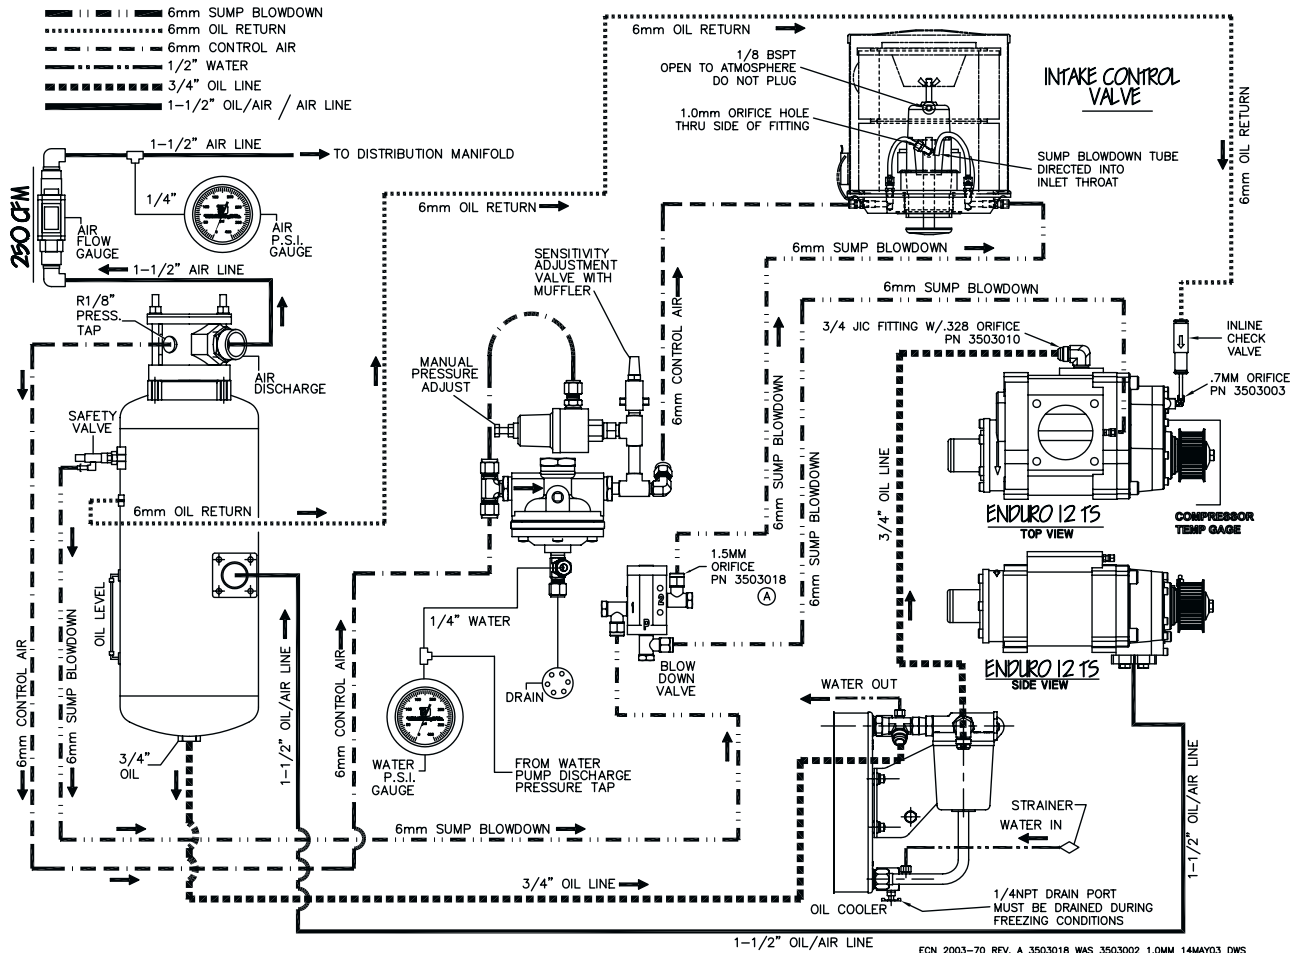 6mm SUMP BLOWDOWN
6mm OIL RETURN
6mm CONTROL AIR
1/2" WATER
3/4" OIL LINE
1-1/2" OIL/AIR / AIR LINE
6mm OIL RETURN
1/8 BSPT
OPEN TO ATMOSPHERE
DO NOT PLUG
1.0mm ORIFICE HOLE
THRU SIDE OF FITTING
INTAKE CONTROL
VALVE
SUMP BLOWDOWN TUBE
DIRECTED INTO
INLET THROAT
6mm OIL RETURN
1-1/2" AIR LINE
TO DISTRIBUTION MANIFOLD
250 CFM
1/4"
AIR
FLOW
GAUGE
AIR
P.S.I.
GAUGE
6mm OIL RETURN
1-1/2" AIR LINE
R1/8"
PRESS.
TAP
AIR
DISCHARGE
SENSITIVITY
ADJUSTMENT
VALVE WITH
MUFFLER
6mm CONTROL AIR
6mm SUMP BLOWDOWN
6mm SUMP BLOWDOWN
3/4 JIC FITTING W/.328 ORIFICE
PN 3503010
INLINE
CHECK
VALVE
.7MM ORIFICE
PN 3503003
MANUAL
PRESSURE
ADJUST
SAFETY
VALVE
6mm OIL RETURN
6mm SUMP BLOWDOWN
6mm SUMP BLOWDOWN
3/4" OIL LINE
ENDURO 12 TS
TOP VIEW
COMPRESSOR
TEMP GAGE
1.5MM
ORIFICE
PN 3503018
A
1
2
P
OIL LEVEL
1/4" WATER
DRAIN
BLOW
DOWN
VALVE
ENDURO 12 TS
SIDE VIEW
6mm CONTROL AIR
6mm SUMP BLOWDOWN
1-1/2" OIL/AIR LINE
6mm CONTROL AIR
WATER OUT
3/4"
OIL
WATER
P.S.I.
GAUGE
FROM WATER
PUMP DISCHARGE
PRESSURE TAP
STRAINER
WATER IN
1-1/2" OIL/AIR LINE
6mm SUMP BLOWDOWN
3/4" OIL LINE
OIL COOLER
1/4NPT DRAIN PORT
MUST BE DRAINED DURING
FREEZING CONDITIONS
1-1/2" OIL/AIR LINE
ECN 2003-70 REV. A 3503018 WAS 3503002 1.0MM 14MAY03 DWS